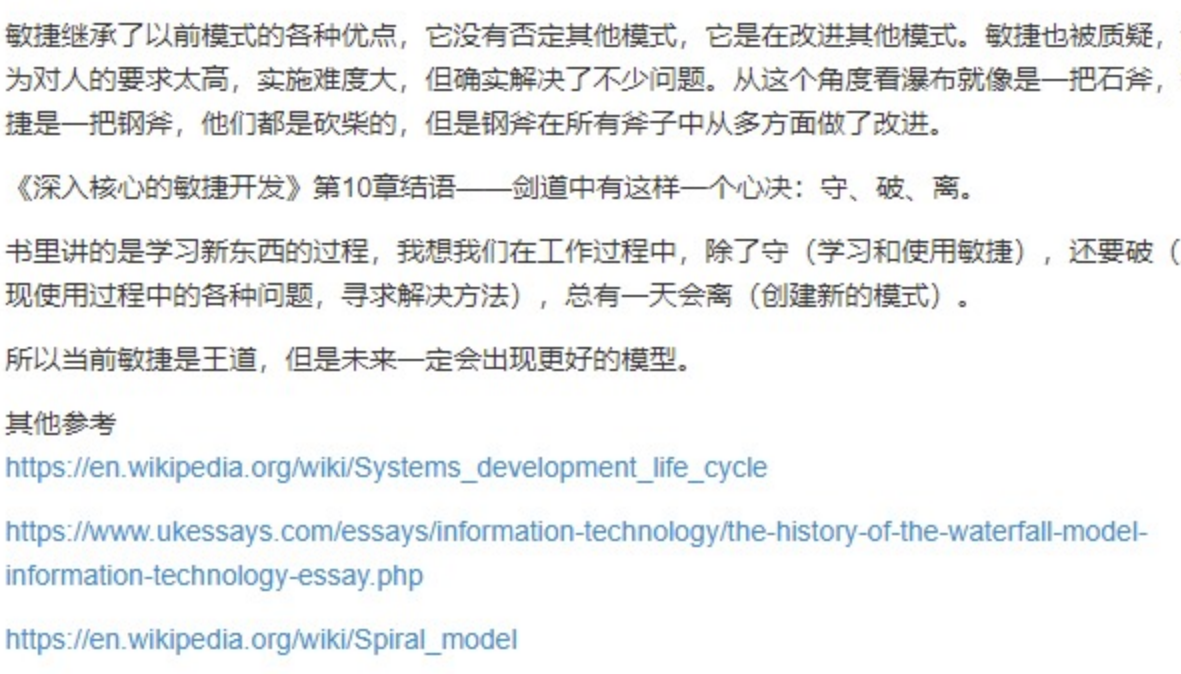 敏捷继承了以前模式的各种优点，它没有否定其他模式，它是在改进其他模式。敏捷也被质疑，
为对人的要求太高，实施难度大，但确实解决了不少问题。从这个角度看瀑布就像是一把石斧，
捷是一把钢斧，他们都是砍柴的，但是钢斧在所有斧子中从多方面做了改进。
《深入核心的敏捷开发》第10章结语——剑道中有这样一个心决：守、破、离。
书里讲的是学习新东西的过程，我想我们在工作过程中，除了守（学习和使用敏捷），还要破（
现使用过程中的各种问题，寻求解决方法），总有一天会离（创建新的模式）。
所以当前敏捷是王道，但是未来一定会出现更好的模型。
其他参考
https://en.wikipedia.org/wiki/Systems_development_life_cycle
https://www.ukessays.com/essays/information-technology/the-history-of-the-waterfall-model-
information-technology-essay.php
https://en.wikipedia.org/wiki/Spiral_model